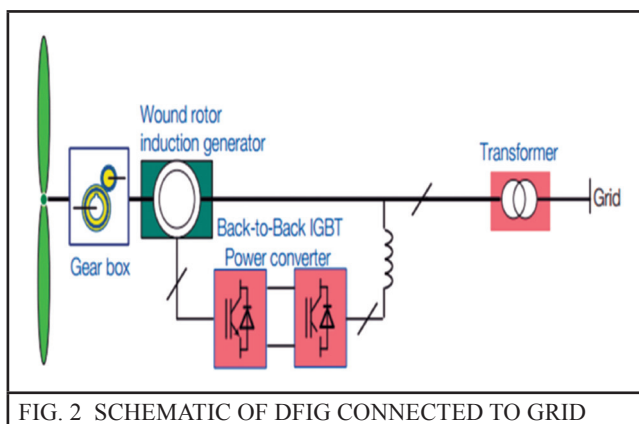 Wound rotor
induction generator
Transformer
Grid
Back-to-Back IGBT
Power converter
Gear box
FIG. 2 SCHEMATIC OF DFIG CONNECTED TO GRID